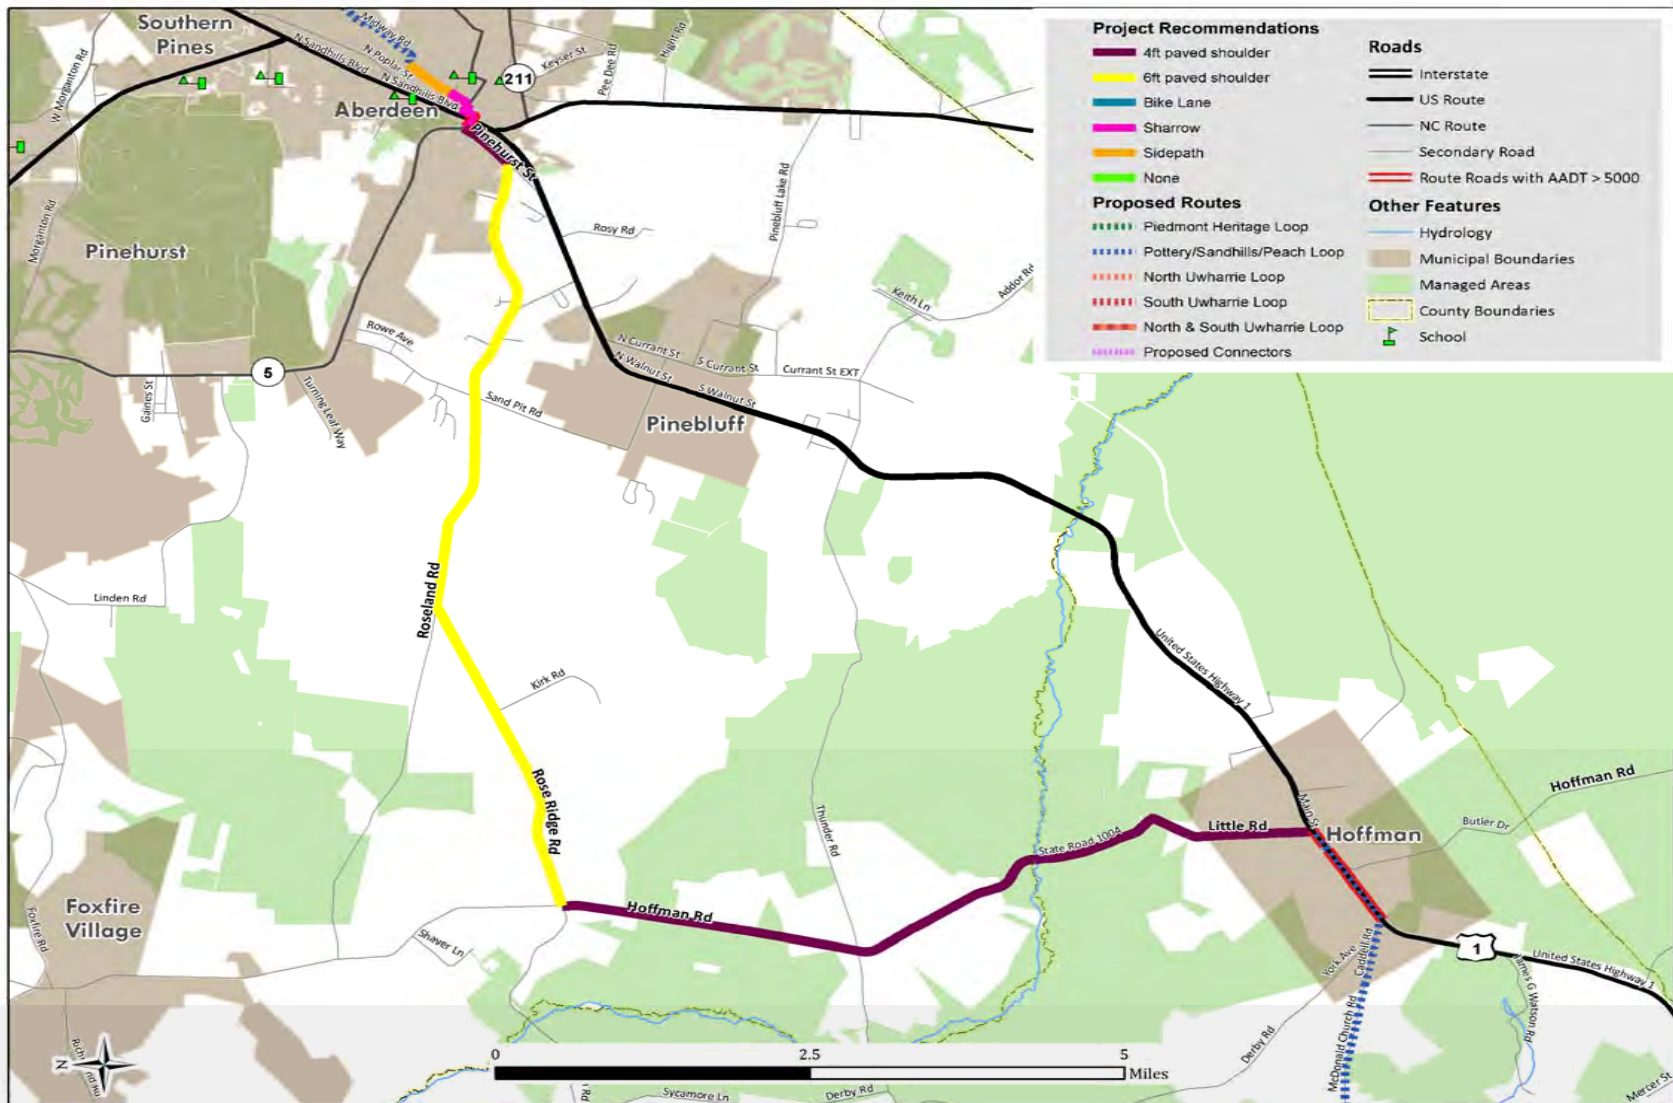 Southern
Pines
Midway Rd
N Poplar St
N Sandhills Blvd
N Sandhills Blvd
211
Keyser St
Pee Dee Rd
Hight Rd
W Morganton Rd
Aberdeen
Pinehurst St
Morganton Rd
Pinehurst
Rosy Rd
Pinebluff Lake Rd
Keith Ln
Addor Rd
Rowe Ave
5
Gaines St
Turning Leaf Way
Sand Pit Rd
N Currant St
N Walnut St
S Currant St
S Walnut St
Currant St EXT
Pinebluff
Linden Rd
Roseland Rd
Kirk Rd
Rose Ridge Rd
United States Highway 1
Thunder Rd
State Road 1004
Little Rd
Main St
Hoffman
Hoffman Rd
Butler Dr
Foxfire
Village
Foxfire Rd
Shaver Ln
Hoffman Rd
York Ave
Caddell Rd
1
United States Highway 1
James G Watson Rd
Derby Rd
McDonald Church Rd
Mercer St
N
0
2.5
5
Miles
Sycamore Ln
Derby Rd
Rd
Project Recommendations
4ft paved shoulder
6ft paved shoulder
Bike Lane
Sharrow
Sidepath
None
Proposed Routes
Piedmont Heritage Loop
Pottery/Sandhills/Peach Loop
North Uwharrie Loop
South Uwharrie Loop
North & South Uwharrie Loop
Proposed Connectors
Roads
Interstate
US Route
NC Route
Secondary Road
Route Roads with AADT > 5000
Other Features
Hydrology
Municipal Boundaries
Managed Areas
County Boundaries
School